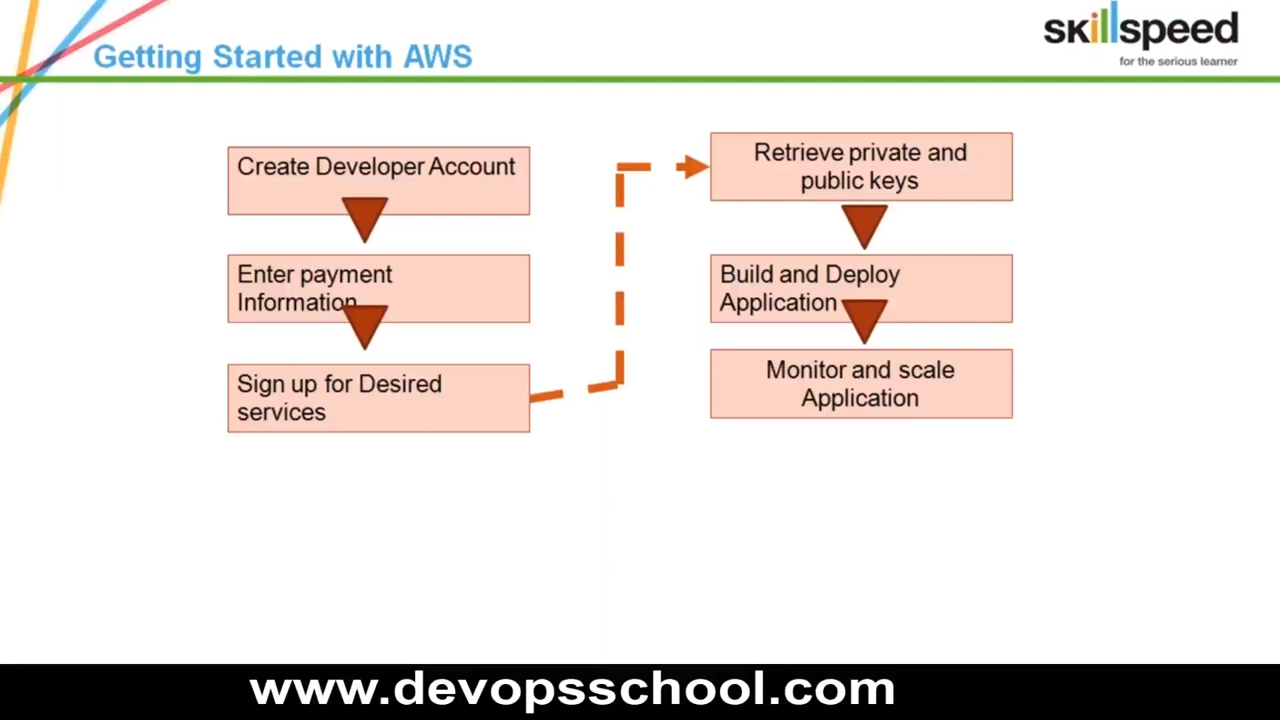 Getting Started with AWS
skillspeed
for the serious learner
Create Developer Account
Enter payment
Information
Sign up for Desired
services
Retrieve private and
public keys
Build and Deploy
Application
Monitor and scale
Application
www.devopsschool.com